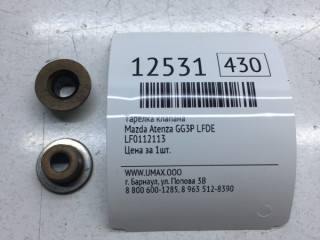 12531 430
Тарелка клапана
Mazda Atenza GG3P LFDE
LF0112113
Цена за 1шт.
WWW.UMAX.OOO
г. Барнаул, ул. Попова 3В
8 800 600-1285, 8 963 512-8390